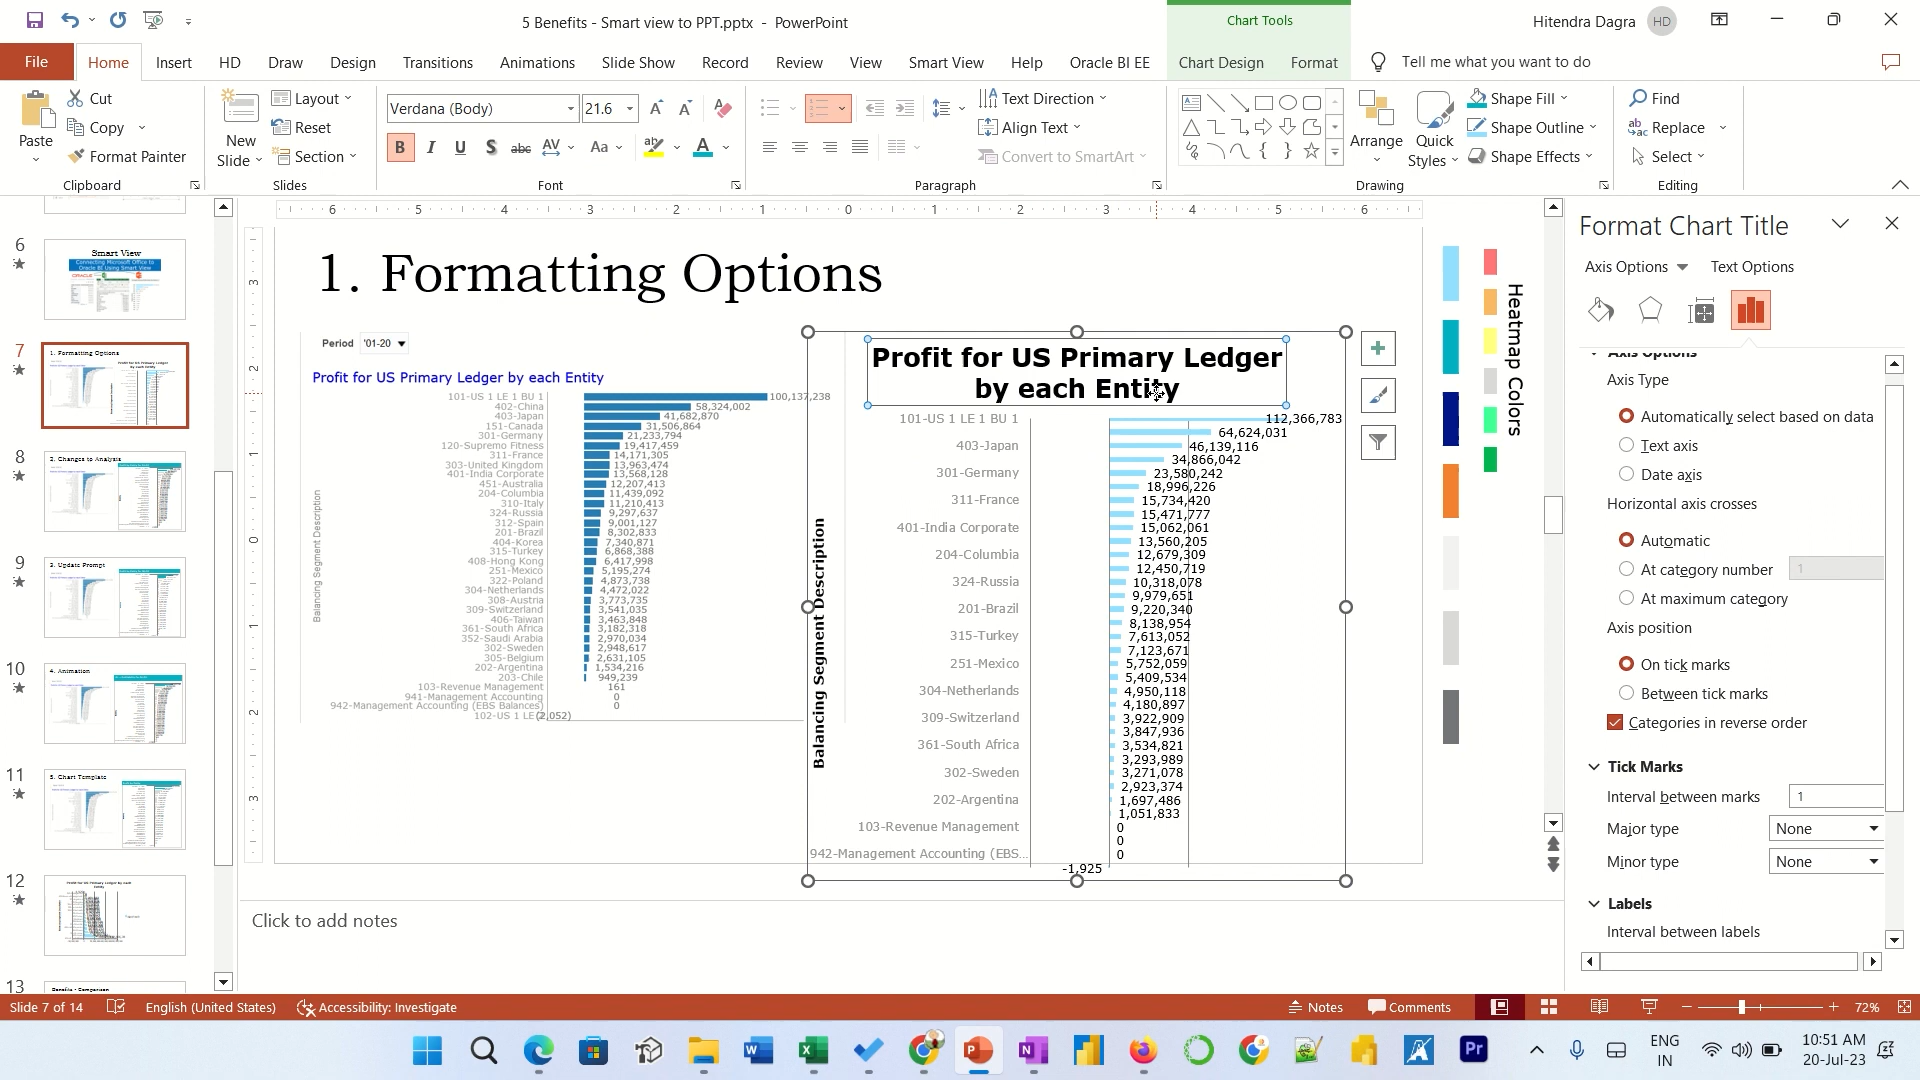 5 Benefits - Smart view to PPT.pptx - PowerPoint
Chart Tools
Hitendra Dagra
HD
File
Home
Insert
HD
Draw
Design
Transitions
Animations
Slide Show
Record
Review
View
Smart View
Help
Oracle BI EE
Chart Design
Format
Tell me what you want to do
Paste
Cut
Copy
Format Painter
Clipboard
New
Slide
Layout
Reset
Section
Slides
Verdana (Body)
21.6
Font
Text Direction
Align Text
Convert to SmartArt
Paragraph
Arrange
Quick
Styles
Shape Fill
Shape Outline
Shape Effects
Drawing
Find
Replace
Select
Editing
6
Smart View
Connecting Microsoft Office to
Oracle BI Using Smart View
7
1. Formatting Options
8
2. Changes to Analysis
9
3. Update Prompt
10
4. Animation
11
5. Chart Template
12
13
1. Formatting Options
Period '01-20
Profit for US Primary Ledger by each Entity
Balancing Segment Description
101-US 1 LE 1 BU 1 100,137,238
402-China 58,324,002
403-Japan 41,682,870
151-Canada 31,506,864
301-Germany 21,233,794
120-Supremo Fitness 19,417,459
311-France 14,171,305
303-United Kingdom 13,963,474
401-India Corporate 13,568,128
451-Australia 12,207,413
204-Columbia 11,439,092
310-Italy 11,210,413
324-Russia 9,297,637
312-Spain 9,001,127
201-Brazil 8,302,833
404-Korea 7,340,871
315-Turkey 6,868,388
408-Hong Kong 6,417,998
251-Mexico 5,195,274
322-Poland 4,873,738
304-Netherlands 4,472,022
308-Austria 3,773,735
309-Switzerland 3,541,035
406-Taiwan 3,463,848
361-South Africa 3,182,318
352-Saudi Arabia 2,970,034
302-Sweden 2,948,617
305-Belgium 2,631,105
202-Argentina 1,534,216
203-Chile 949,239
103-Revenue Management 161
941-Management Accounting 0
942-Management Accounting (EBS Balances) 0
102-US 1 LE (2,052)
Profit for US Primary Ledger
by each Entity
Balancing Segment Description
101-US 1 LE 1 BU 1 112,366,783
64,624,031
403-Japan 46,139,116
34,866,042
301-Germany 23,580,242
18,996,226
311-France 15,734,420
15,471,777
401-India Corporate 15,062,061
13,560,205
204-Columbia 12,679,309
12,450,719
324-Russia 10,318,078
9,979,651
201-Brazil 9,220,340
8,138,954
315-Turkey 7,613,052
7,123,671
251-Mexico 5,752,059
5,409,534
304-Netherlands 4,950,118
4,180,897
309-Switzerland 3,922,909
3,847,936
361-South Africa 3,534,821
3,293,989
302-Sweden 3,271,078
2,923,374
202-Argentina 1,697,486
1,051,833
103-Revenue Management 0
0
942-Management Accounting (EBS... 0
-1,925
Heatmap Colors
Click to add notes
Format Chart Title
Axis Options
Text Options
Axis Options
Axis Type
Automatically select based on data
Text axis
Date axis
Horizontal axis crosses
Automatic
At category number 1
At maximum category
Axis position
On tick marks
Between tick marks
Categories in reverse order
Tick Marks
Interval between marks 1
Major type None
Minor type None
Labels
Interval between labels
Slide 7 of 14
English (United States)
Accessibility: Investigate
Notes
Comments
72%
ENG
IN
10:51 AM
20-Jul-23